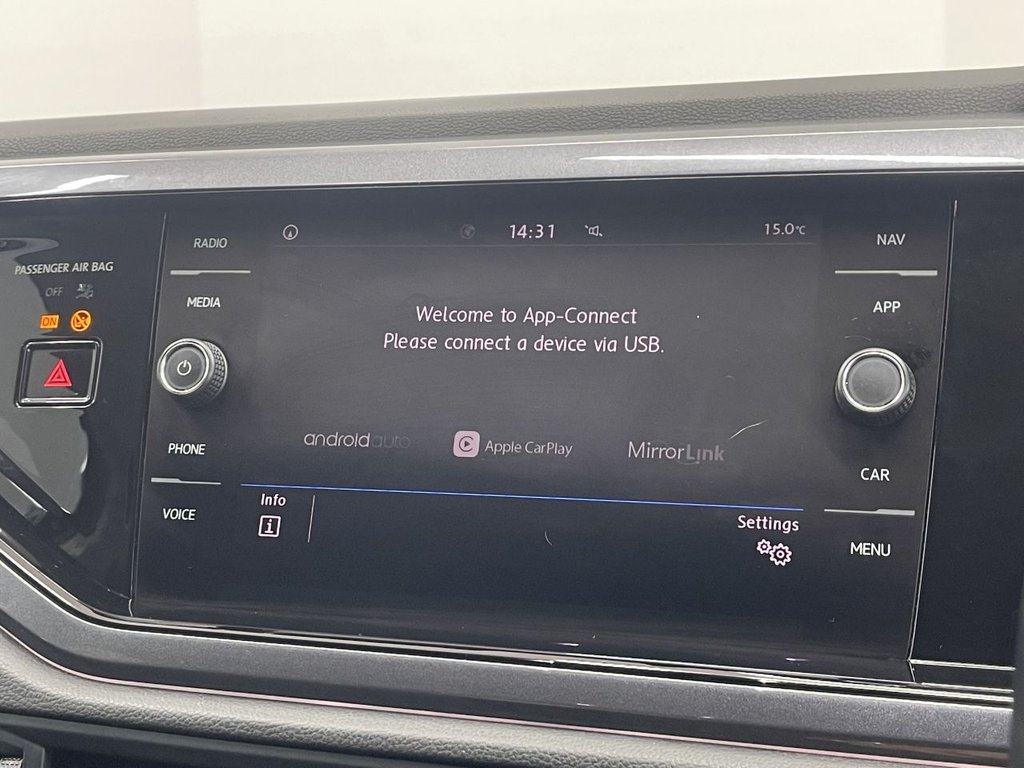 PASSENGER AIR BAG
OFF
ON
RADIO
MEDIA
PHONE
VOICE
14:31
15.0°C
Welcome to App-Connect
Please connect a device via USB.
androidauto
Apple CarPlay
MirrorLink
Info
i
Settings
NAV
APP
CAR
MENU